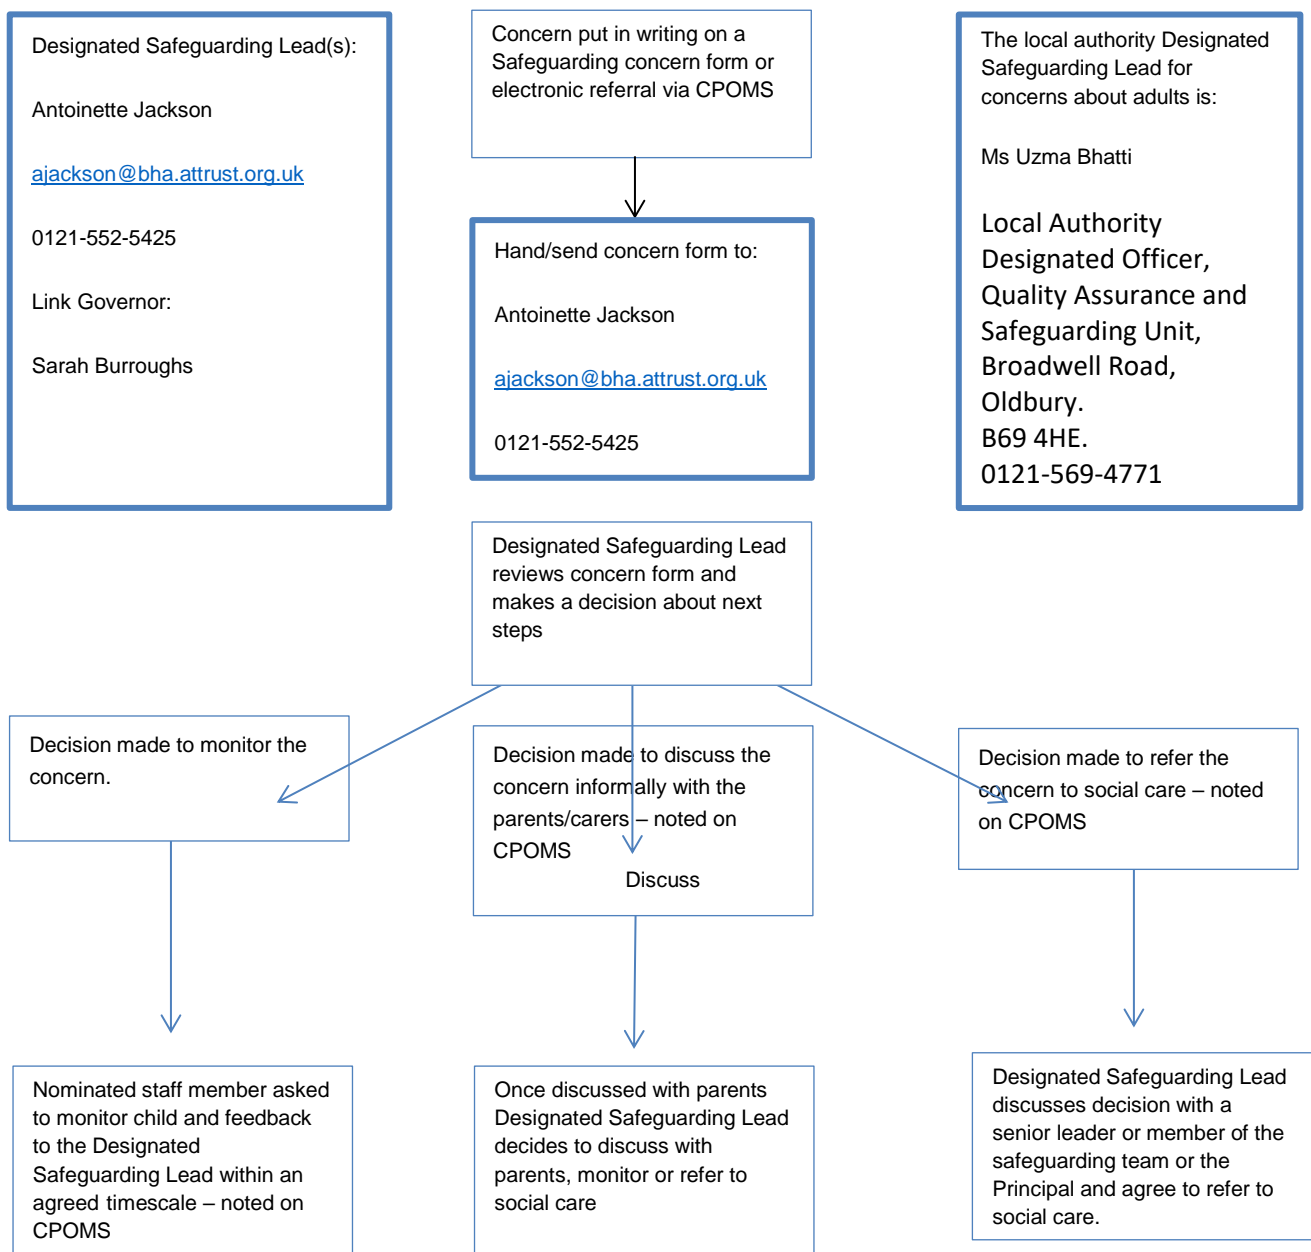 Designated Safeguarding Lead(s):
Antoinette Jackson
ajackson@bha.attrust.org.uk
0121-552-5425
Link Governor:
Sarah Burroughs
Concern put in writing on a
Safeguarding concern form or
electronic referral via CPOMS
Hand/send concern form to:
Antoinette Jackson
ajackson@bha.attrust.org.uk
0121-552-5425
The local authority Designated
Safeguarding Lead for
concerns about adults is:
Ms Uzma Bhatti
Local Authority
Designated Officer,
Quality Assurance and
Safeguarding Unit,
Broadwell Road,
Oldbury.
B69 4HE.
0121-569-4771
Designated Safeguarding Lead
reviews concern form and
makes a decision about next
steps
Decision made to monitor the
concern.
Decision made to discuss the
concern informally with the
parents/carers – noted on
CPOMS
Discuss
Decision made to refer the
concern to social care – noted
on CPOMS
Nominated staff member asked
to monitor child and feedback
to the Designated
Safeguarding Lead within an
agreed timescale – noted on
CPOMS
Once discussed with parents
Designated Safeguarding Lead
decides to discuss with
parents, monitor or refer to
social care
Designated Safeguarding Lead
discusses decision with a
senior leader or member of the
safeguarding team or the
Principal and agree to refer to
social care.